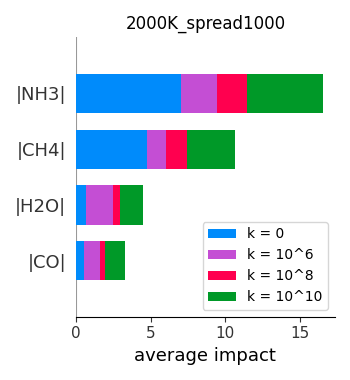 2000K_spread1000
|NH3|
|CH4|
|H2O|
|CO|
k = 0
k = 10^6
k = 10^8
k = 10^10
0 5 10 15
average impact